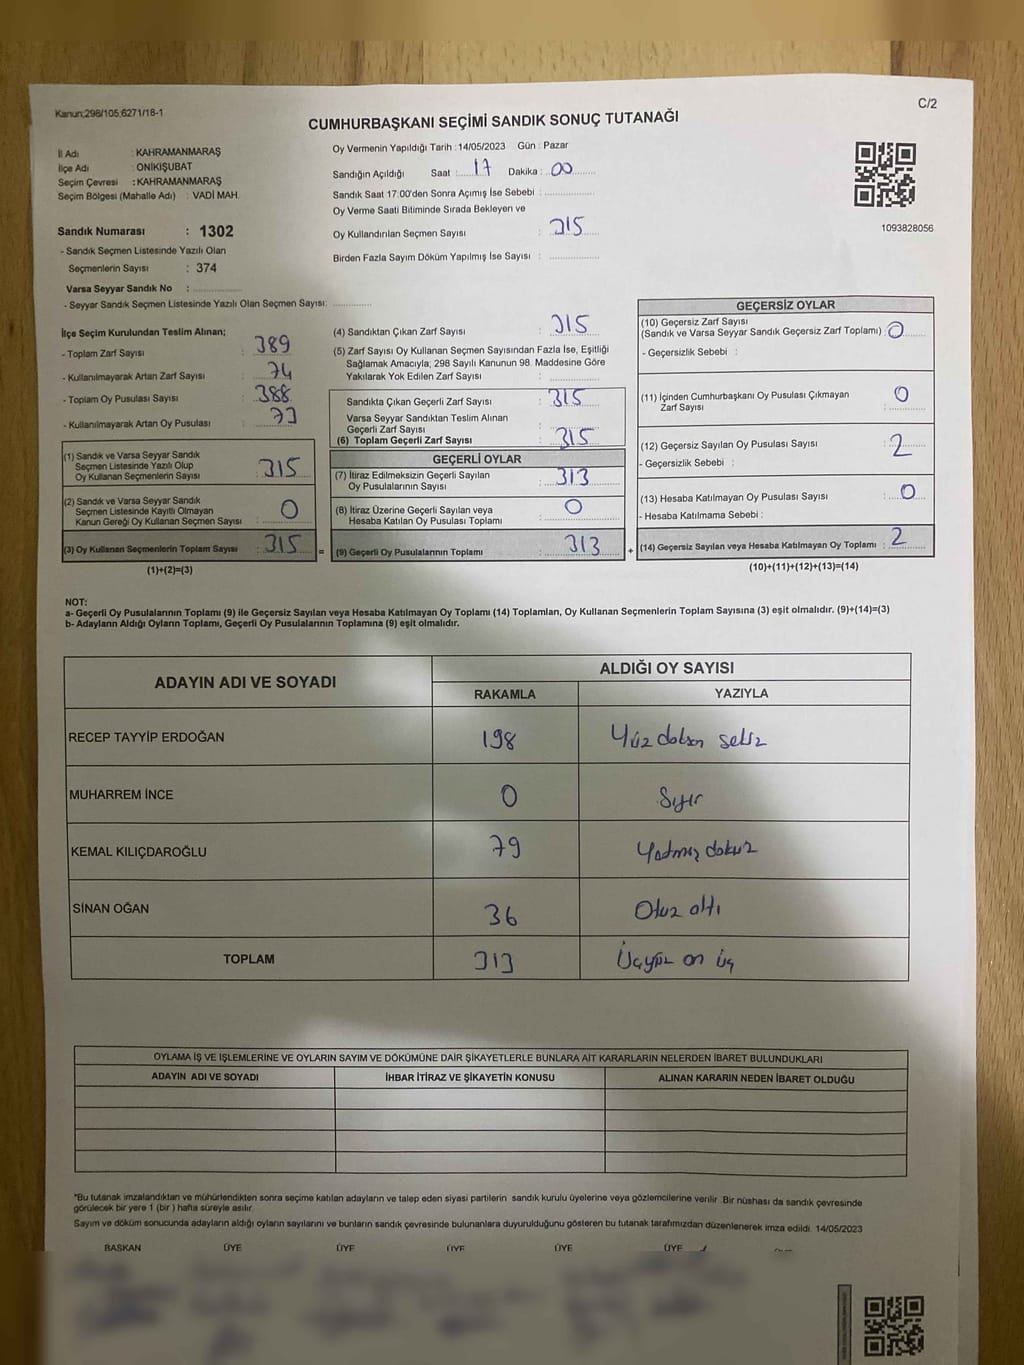 Kanun;298/105;6271/18-1
C/2
CUMHURBAŞKANI SEÇİMİ SANDIK SONUÇ TUTANAĞI
İl Adı : KAHRAMANMARAŞ
İlçe Adı : ONİKİŞUBAT
Seçim Çevresi : KAHRAMANMARAŞ
Seçim Bölgesi (Mahalle Adı) : VADİ MAH.
Sandık Numarası : 1302
- Sandık Seçmen Listesinde Yazılı Olan
Seçmenlerin Sayısı : 374
Varsa Seyyar Sandık No :
- Seyyar Sandık Seçmen Listesinde Yazılı Olan Seçmen Sayısı:
Oy Vermenin Yapıldığı Tarih :14/05/2023 Gün : Pazar
Sandığın Açıldığı Saat : 17 Dakika : 00
Sandık Saat 17:00'den Sonra Açımış İse Sebebi :
Oy Verme Saati Bitiminde Sırada Bekleyen ve
Oy Kullandırılan Seçmen Sayısı : 315
Birden Fazla Sayım Döküm Yapılmış İse Sayısı :
1093828056
İlçe Seçim Kurulundan Teslim Alınan;
- Toplam Zarf Sayısı : 389
- Kullanılmayarak Artan Zarf Sayısı : 74
- Toplam Oy Pusulası Sayısı : 388
- Kullanılmayarak Artan Oy Pusulası : 73
(1) Sandık ve Varsa Seyyar Sandık
Seçmen Listesinde Yazılı Olup
Oy Kullanan Seçmenlerin Sayısı : 315
(2) Sandık ve Varsa Seyyar Sandık
Seçmen Listesinde Kayıtlı Olmayan
Kanun Gereği Oy Kullanan Seçmen Sayısı : 0
(3) Oy Kullanan Seçmenlerin Toplam Sayısı : 315 =
(1)+(2)=(3)
(4) Sandıktan Çıkan Zarf Sayısı : 315
(5) Zarf Sayısı Oy Kullanan Seçmen Sayısından Fazla İse, Eşitliği
Sağlamak Amacıyla; 298 Sayılı Kanunun 98. Maddesine Göre
Yakılarak Yok Edilen Zarf Sayısı :
Sandıkta Çıkan Geçerli Zarf Sayısı : 315
Varsa Seyyar Sandıktan Teslim Alınan
Geçerli Zarf Sayısı :
(6) Toplam Geçerli Zarf Sayısı : 315
GEÇERLİ OYLAR
(7) İtiraz Edilmeksizin Geçerli Sayılan
Oy Pusulalarının Sayısı : 313
(8) İtiraz Üzerine Geçerli Sayılan veya
Hesaba Katılan Oy Pusulası Toplamı : 0
(9) Geçerli Oy Pusulalarının Toplamı : 313 +
GEÇERSİZ OYLAR
(10) Geçersiz Zarf Sayısı
(Sandık ve Varsa Seyyar Sandık Geçersiz Zarf Toplamı) : 0
- Geçersizlik Sebebi :
(11) İçinden Cumhurbaşkanı Oy Pusulası Çıkmayan
Zarf Sayısı : 0
(12) Geçersiz Sayılan Oy Pusulası Sayısı : 2
- Geçersizlik Sebebi :
(13) Hesaba Katılmayan Oy Pusulası Sayısı : 0
- Hesaba Katılmama Sebebi :
(14) Geçersiz Sayılan veya Hesaba Katılmayan Oy Toplamı : 2
(10)+(11)+(12)+(13)=(14)
NOT:
a- Geçerli Oy Pusulalarının Toplamı (9) ile Geçersiz Sayılan veya Hesaba Katılmayan Oy Toplamı (14) Toplamları, Oy Kullanan Seçmenlerin Toplam Sayısına (3) eşit olmalıdır. (9)+(14)=(3)
b- Adayların Aldığı Oyların Toplamı, Geçerli Oy Pusulalarının Toplamına (9) eşit olmalıdır.
ADAYIN ADI VE SOYADI
ALDIĞI OY SAYISI
RAKAMLA YAZIYLA
RECEP TAYYİP ERDOĞAN 198 Yüz doksan sekiz
MUHARREM İNCE 0 Sıfır
KEMAL KILIÇDAROĞLU 79 Yetmiş dokuz
SİNAN OĞAN 36 Otuz altı
TOPLAM 313 Üçyüz on üç
OYLAMA İŞ VE İŞLEMLERİNE VE OYLARIN SAYIM VE DÖKÜMÜNE DAİR ŞİKAYETLERLE BUNLARA AİT KARARLARIN NELERDEN İBARET BULUNDUKLARI
ADAYIN ADI VE SOYADI İHBAR İTİRAZ VE ŞİKAYETİN KONUSU ALINAN KARARIN NEDEN İBARET OLDUĞU
*Bu tutanak imzalandıktan ve mühürlendikten sonra seçime katılan adayların ve talep eden siyasi partilerin sandık kurulu üyelerine veya gözlemcilerine verilir. Bir nüshası da sandık çevresinde
görülecek bir yere 1 (bir ) hafta süreyle asılır.
Sayım ve döküm sonucunda adayların aldığı oyların sayılarını ve bunların sandık çevresinde bulunanlara duyurulduğunu gösteren bu tutanak tarafımızdan düzenlenerek imza edildi. 14/05/2023
BAŞKAN ÜYE ÜYE ÜYE ÜYE ÜYE